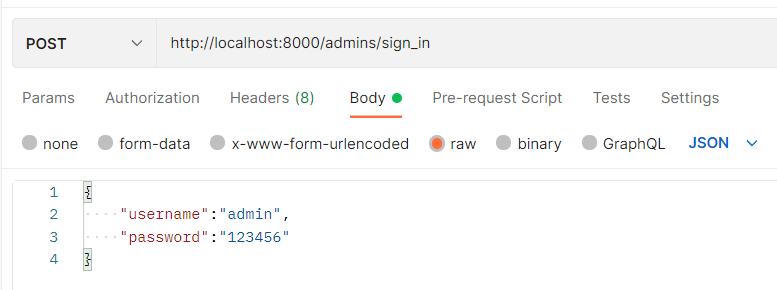 POST http://localhost:8000/admins/sign_in
Params Authorization Headers (8) Body Pre-request Script Tests Settings
none form-data x-www-form-urlencoded raw binary GraphQL JSON
1 {
2 "username":"admin",
3 "password":"123456"
4 }